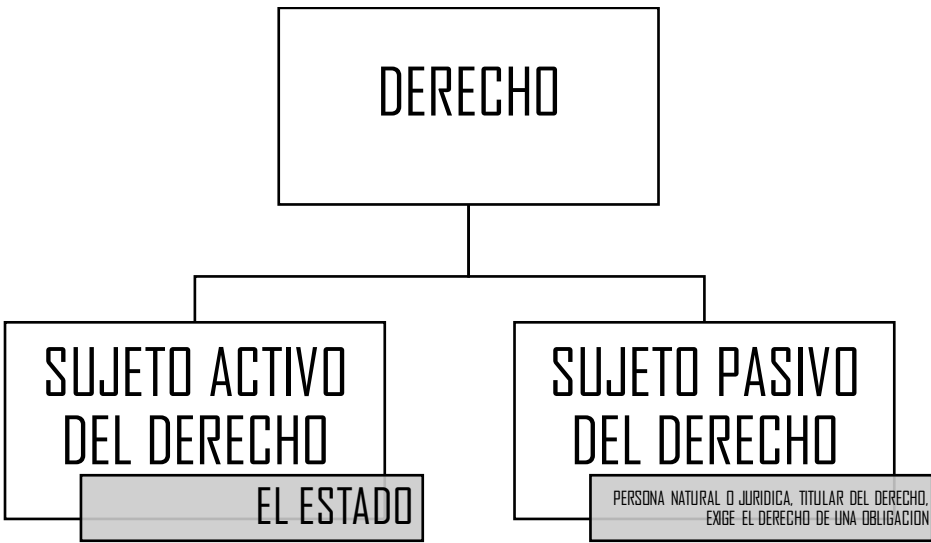 DERECHO
SUJETO ACTIVO
DEL DERECHO
EL ESTADO
SUJETO PASIVO
DEL DERECHO
PERSONA NATURAL O JURIDICA, TITULAR DEL DERECHO,
EXIGE EL DERECHO DE UNA OBLIGACION